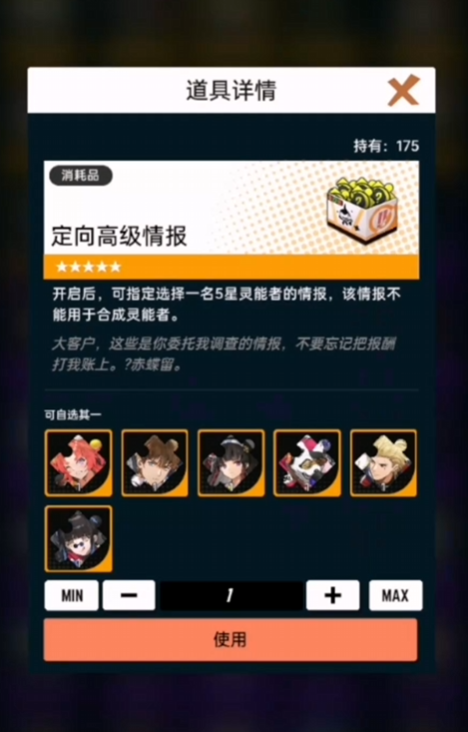 道具详情
持有：175
消耗品
定向高级情报
★★★★★
开启后，可指定选择一名5星灵能者的情报，该情报不
能用于合成灵能者。
大客户，这些是你委托我调查的情报，不要忘记把报酬
打我账上。?赤蝶留。
可自选其一
MIN
1
MAX
使用